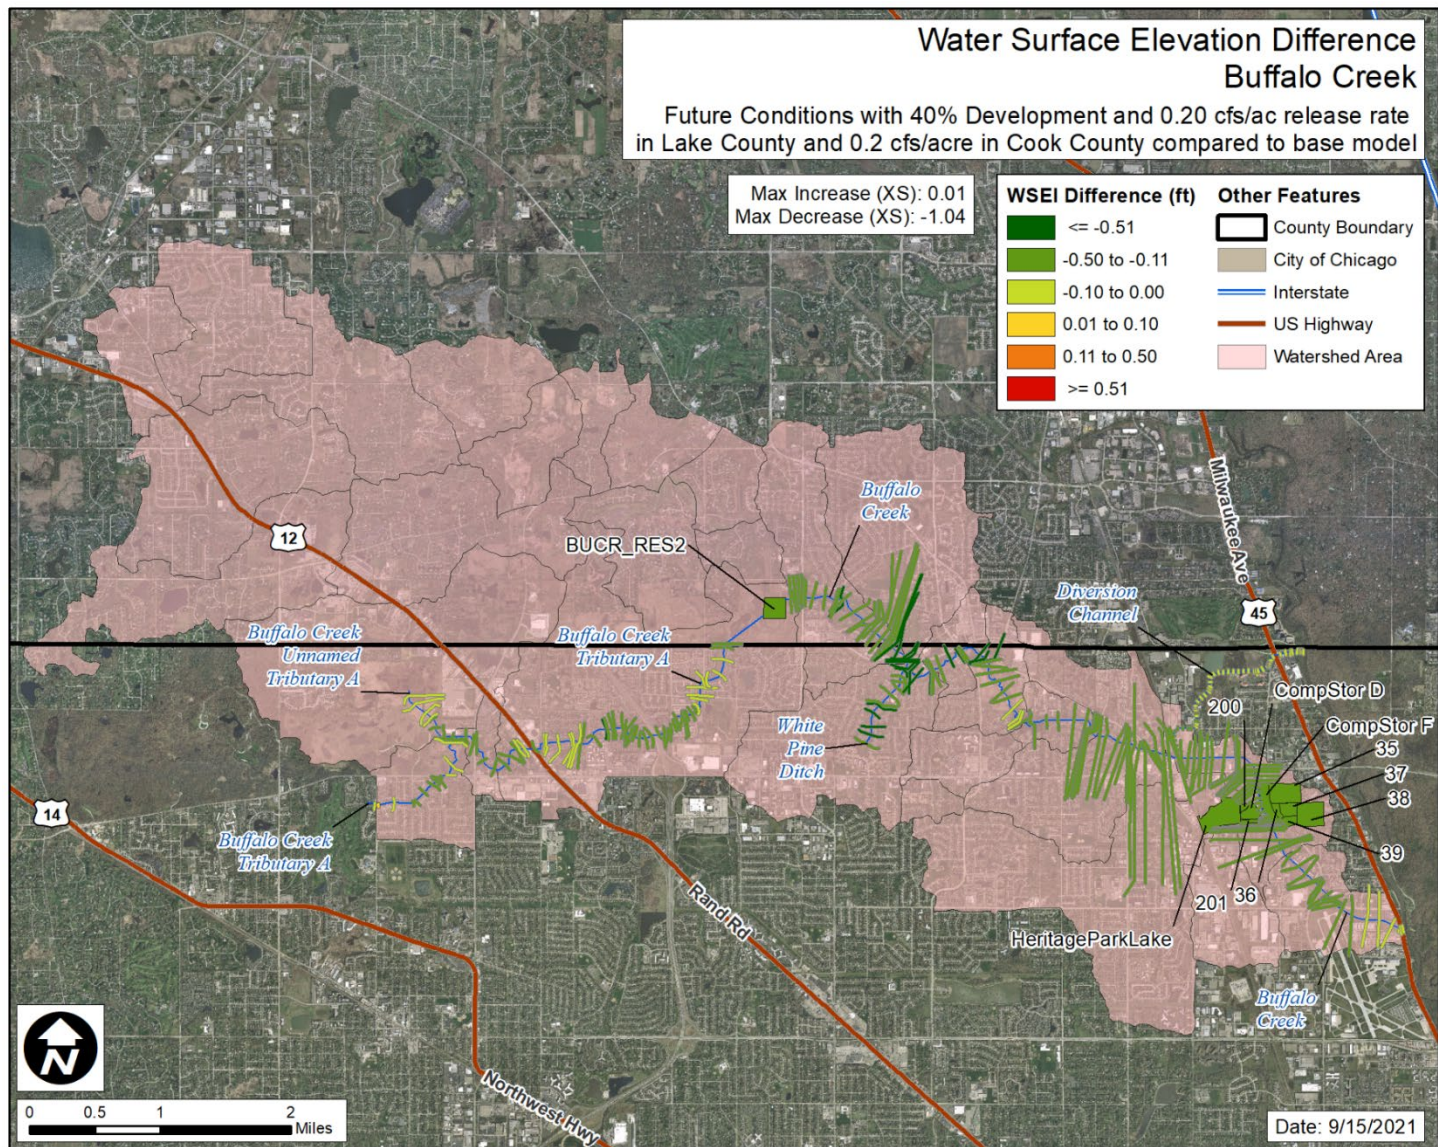 Water Surface Elevation Difference
Buffalo Creek
Future Conditions with 40% Development and 0.20 cfs/ac release rate
in Lake County and 0.2 cfs/acre in Cook County compared to base model
Max Increase (XS): 0.01
Max Decrease (XS): -1.04
WSEI Difference (ft)
<= -0.51
-0.50 to -0.11
-0.10 to 0.00
0.01 to 0.10
0.11 to 0.50
>= 0.51
Other Features
County Boundary
City of Chicago
Interstate
US Highway
Watershed Area
Milwaukee Ave
45
Buffalo
Creek
12
BUCR_RES2
Diversion
Channel
Buffalo Creek
Unnamed
Tributary A
Buffalo Creek
Tributary A
White
Pine
Ditch
CompStor D
200
CompStor F
35
37
38
39
36
201
HeritageParkLake
14
Buffalo Creek
Tributary A
Rand Rd
Buffalo
Creek
Northwest Hwy
N
0 0.5 1 2
Miles
Date: 9/15/2021